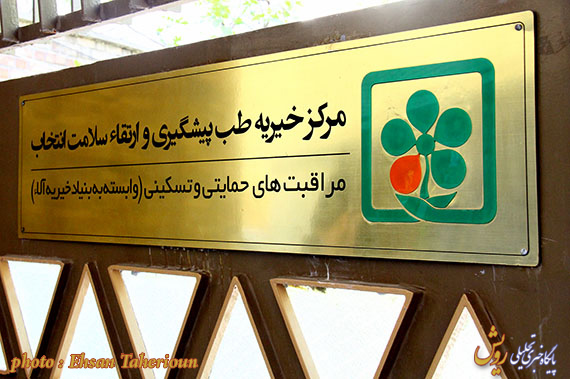 مرکز خیریه طب پیشگیری و ارتقاء سلامت انتخاب
مراقبت های حمایتی و تسکینی (وابسته به بنیاد خیریه آلاء)
photo : Ehsan Taherioun
پایگاه خبری تحلیلی
رویش